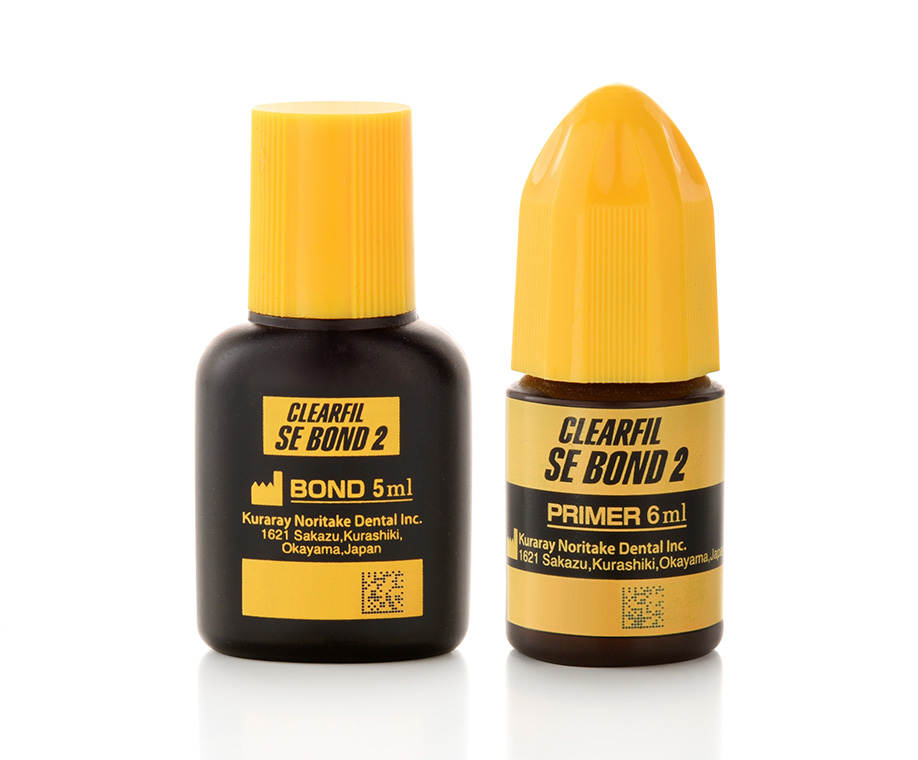 CLEARFIL
SE BOND 2
BOND 5ml
Kuraray Noritake Dental Inc.
1621 Sakazu, Kurashiki,
Okayama,Japan
CLEARFIL
SE BOND 2
PRIMER 6ml
Kuraray Noritake Dental Inc.
1621 Sakazu,Kurashiki,Okayama,